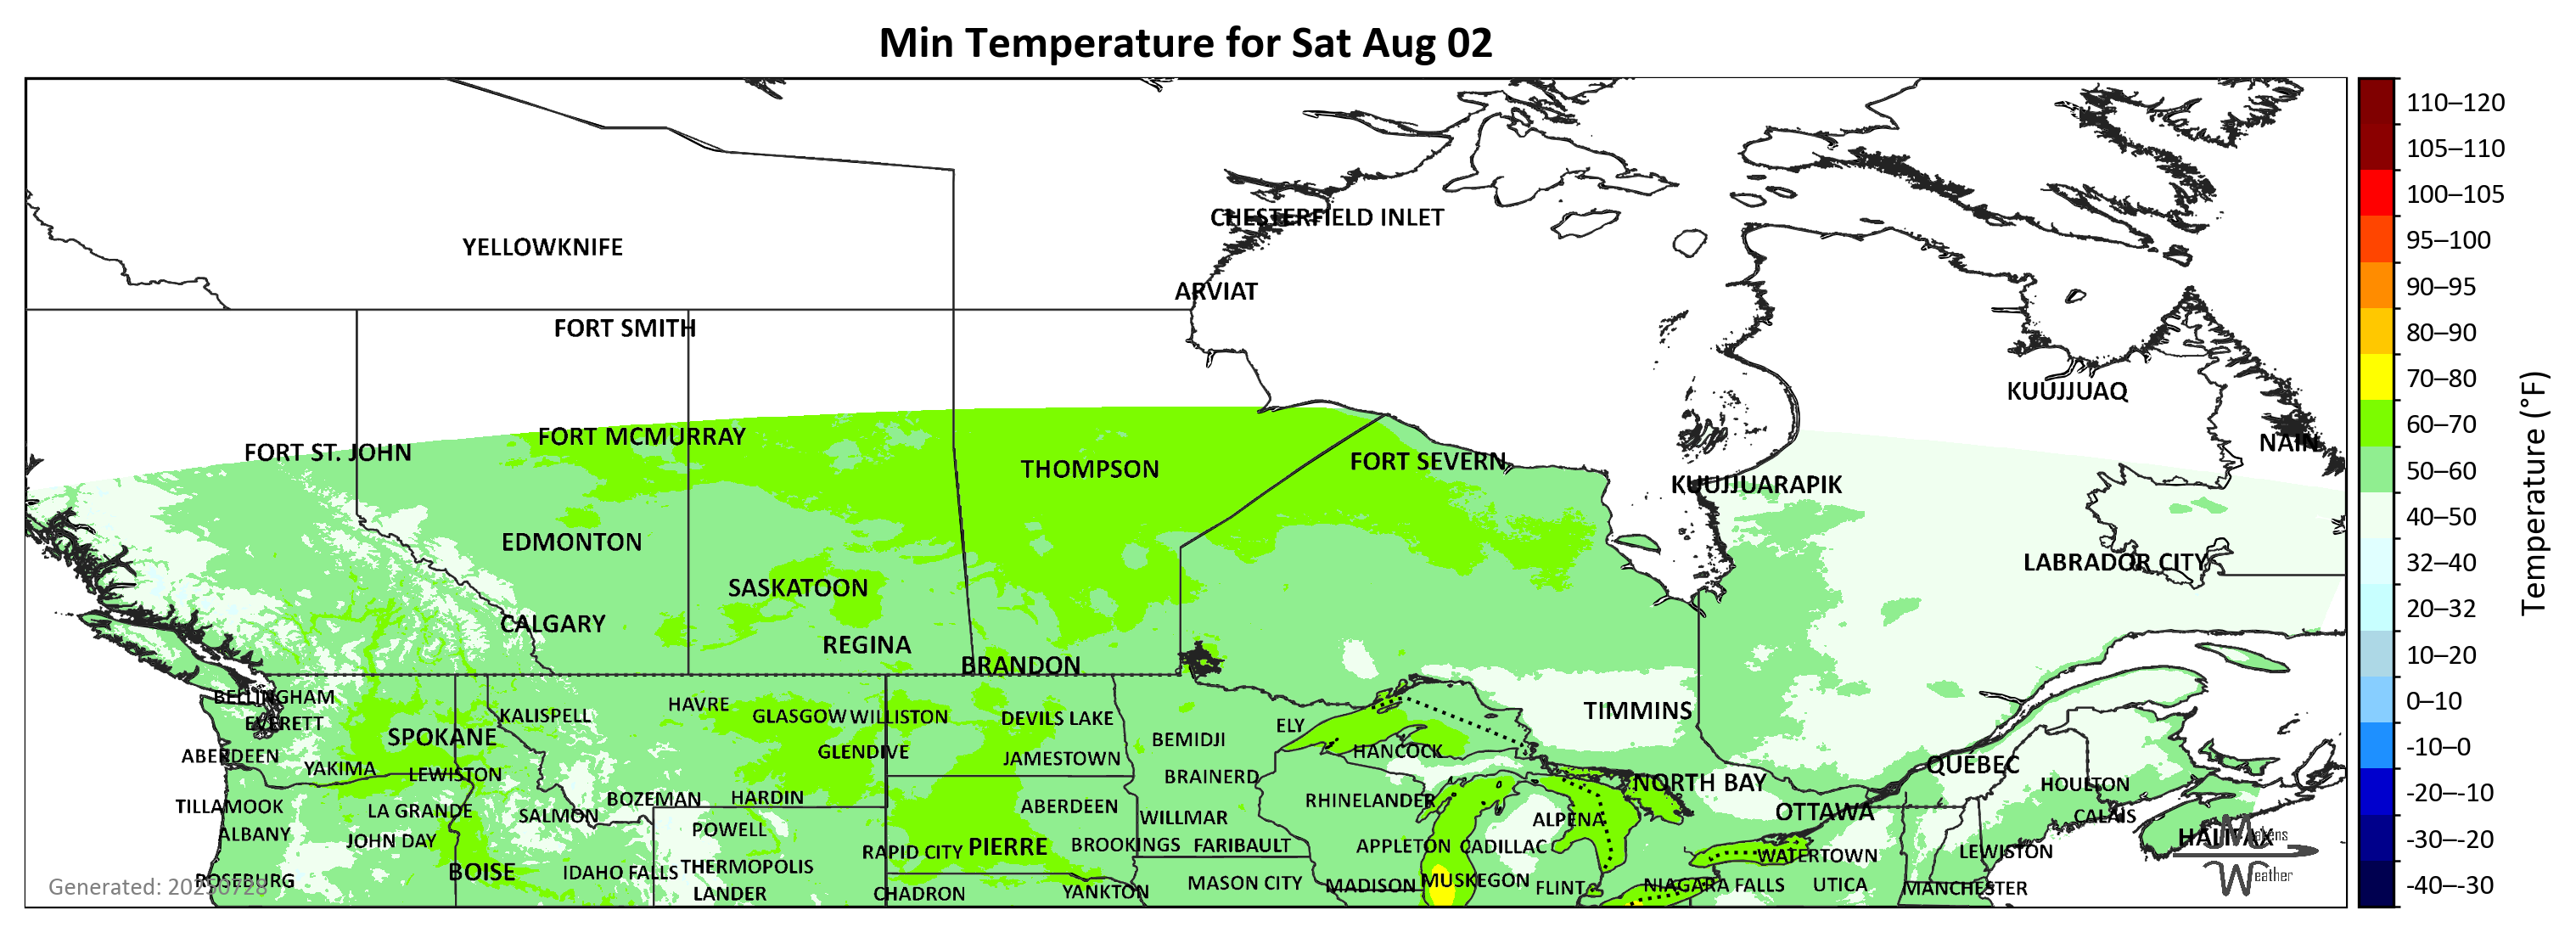 Min Temperature for Sat Aug 02
110–120
105–110
CHESTERFIELD INLET
100–105
YELLOWKNIFE
95–100
ARVIAT
90–95
FORT SMITH
80–90
KUUJJUAQ
70–80
FORT MCMURRAY
60–70
FORT ST. JOHN
NAIN
THOMPSON
FORT SEVERN
50–60
KUUJJUARAPIK
40–50
EDMONTON
LABRADOR CITY
32–40
SASKATOON
20–32
CALGARY
REGINA
10–20
BRANDON
BELLINGHAM
HAVRE
0–10
EVERETT
KALISPELL
GLASGOW
WILLISTON
DEVILS LAKE
ELY
TIMMINS
SPOKANE
BEMIDJI
-10–0
ABERDEEN
GLENDIVE
JAMESTOWN
HANCOCK
YAKIMA
LEWISTON
BRAINERD
QUÉBEC
NORTH BAY
HOULTON
-20–-10
TILLAMOOK
LA GRANDE
BOZEMAN
HARDIN
ABERDEEN
RHINELANDER
SALMON
WILLMAR
ALPENA
OTTAWA
CALAIS
ALBANY
JOHN DAY
POWELL
HALIFAX
Makens
Weather
-30–-20
RAPID CITY
PIERRE
BROOKINGS
FARIBAULT
APPLETON
CADILLAC
WATERTOWN
LEWISTON
ROSEBURG
BOISE
IDAHO FALLS
THERMOPOLIS
MASON CITY
MADISON
MUSKEGON
FLINT
NIAGARA FALLS
UTICA
MANCHESTER
-40–-30
Generated: 20250728
LANDER
CHADRON
YANKTON
Temperature (°F)